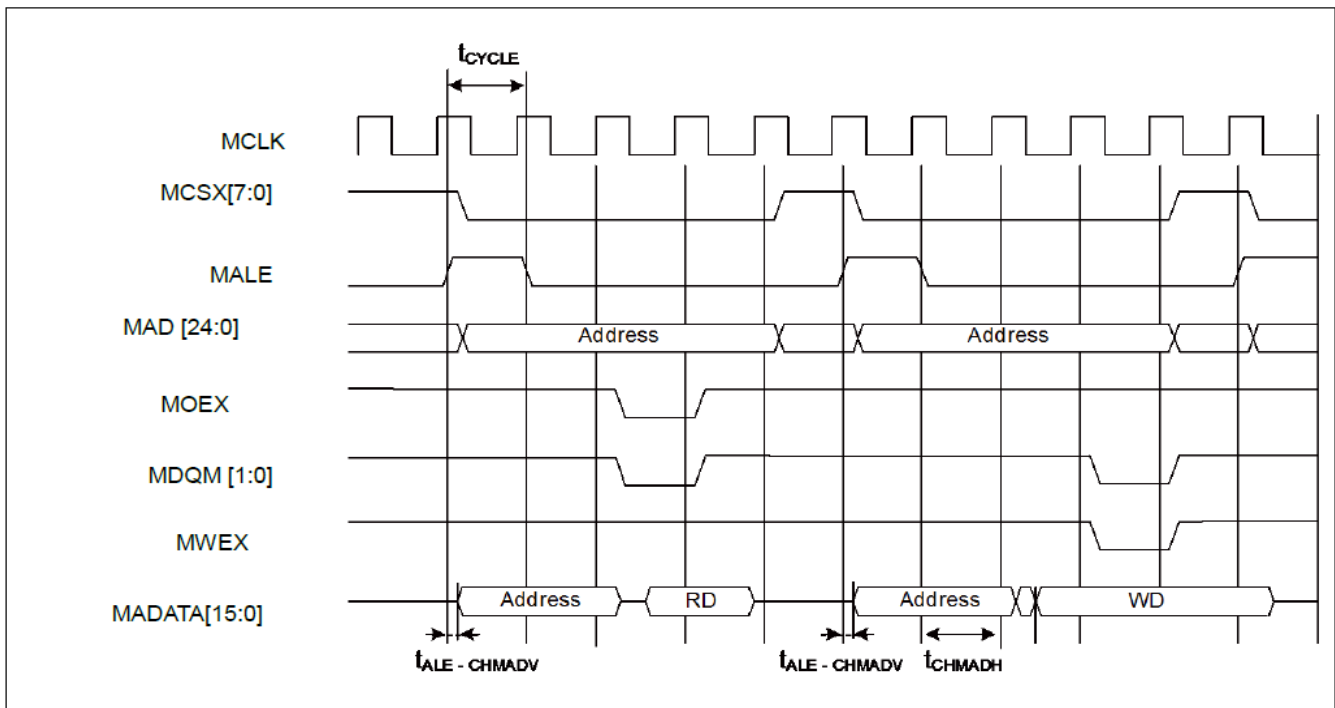 tCYCLE
MCLK
MCSX[7:0]
MALE
MAD [24:0]
Address
Address
MOEX
MDQM [1:0]
MWEX
MADATA[15:0]
Address
RD
Address
WD
tALE - CHMADV
tALE - CHMADV
tCHMADH